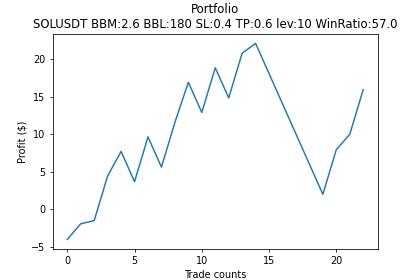 Portfolio
SOLUSDT BBM:2.6 BBL:180 SL:0.4 TP:0.6 lev:10 WinRatio:57.0
Profit ($)
20
15
10
5
0
−5
0
5
10
15
20
Trade counts